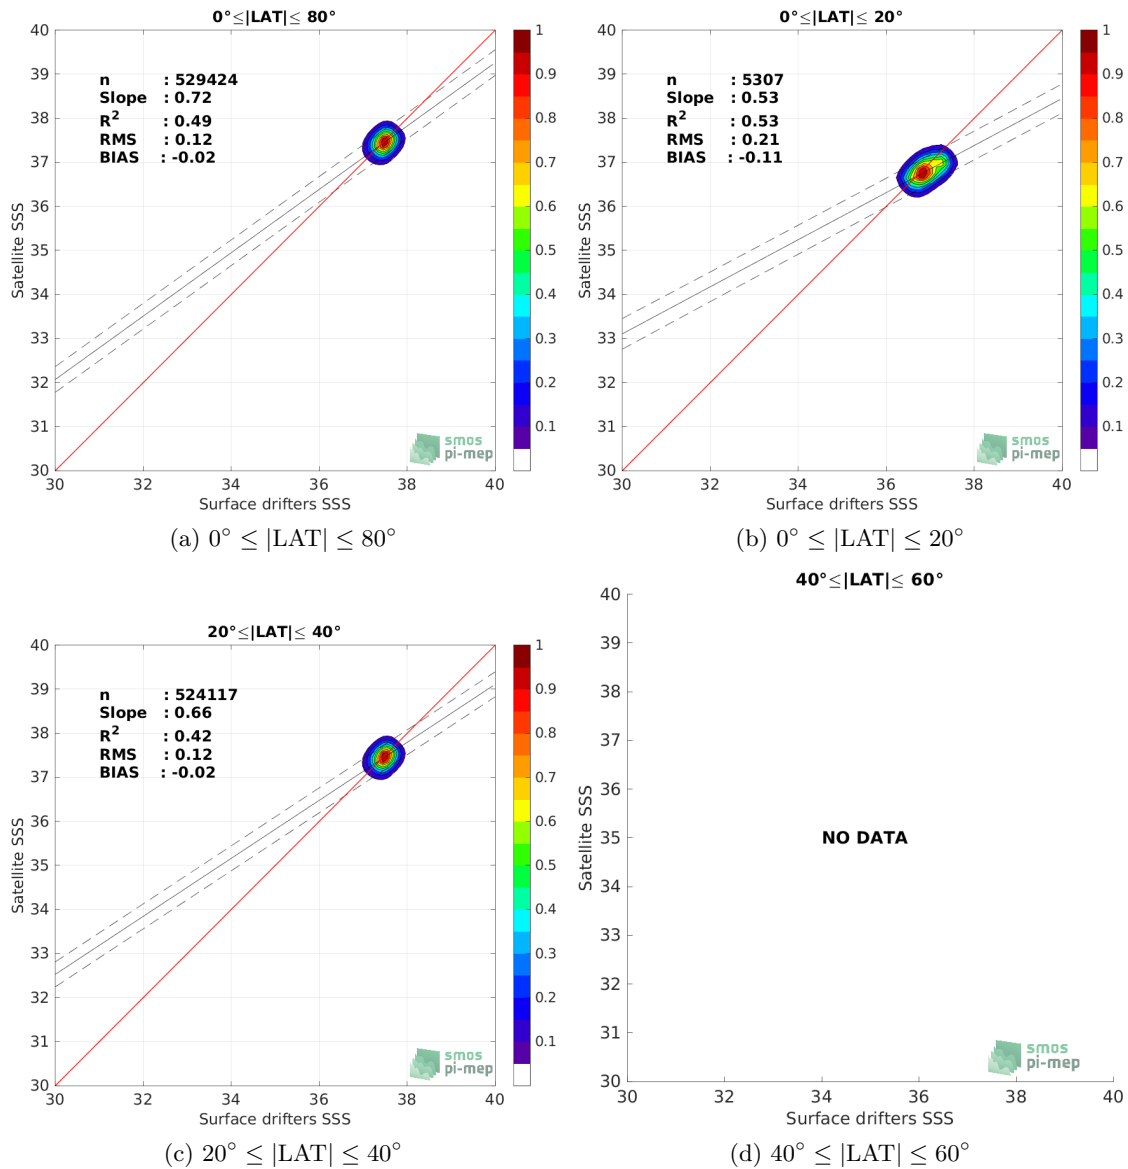 0°≤|LAT|≤ 80°
n : 529424
Slope : 0.72
R² : 0.49
RMS : 0.12
BIAS : -0.02
40
39
38
37
36
35
34
33
32
31
30
Satellite SSS
30 32 34 36 38 40
Surface drifters SSS
smos
pi-mep
1
0.9
0.8
0.7
0.6
0.5
0.4
0.3
0.2
0.1
(a) 0° ≤ |LAT| ≤ 80°
0°≤|LAT|≤ 20°
n : 5307
Slope : 0.53
R² : 0.53
RMS : 0.21
BIAS : -0.11
40
39
38
37
36
35
34
33
32
31
30
Satellite SSS
30 32 34 36 38 40
Surface drifters SSS
smos
pi-mep
1
0.9
0.8
0.7
0.6
0.5
0.4
0.3
0.2
0.1
(b) 0° ≤ |LAT| ≤ 20°
20°≤|LAT|≤ 40°
n : 524117
Slope : 0.66
R² : 0.42
RMS : 0.12
BIAS : -0.02
40
39
38
37
36
35
34
33
32
31
30
Satellite SSS
30 32 34 36 38 40
Surface drifters SSS
smos
pi-mep
1
0.9
0.8
0.7
0.6
0.5
0.4
0.3
0.2
0.1
(c) 20° ≤ |LAT| ≤ 40°
40°≤|LAT|≤ 60°
40
39
38
37
36
35
34
33
32
31
30
Satellite SSS
NO DATA
30 32 34 36 38 40
Surface drifters SSS
smos
pi-mep
(d) 40° ≤ |LAT| ≤ 60°